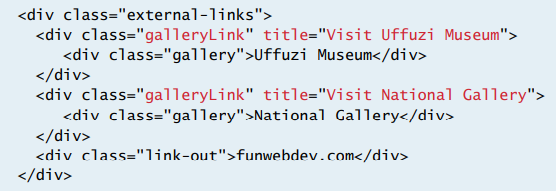 <div class="external-links">
<div class="galleryLink" title="Visit Uffuzi Museum">
<div class="gallery">Uffuzi Museum</div>
</div>
<div class="galleryLink" title="Visit National Gallery">
<div class="gallery">National Gallery</div>
</div>
<div class="link-out">funwebdev.com</div>
</div>